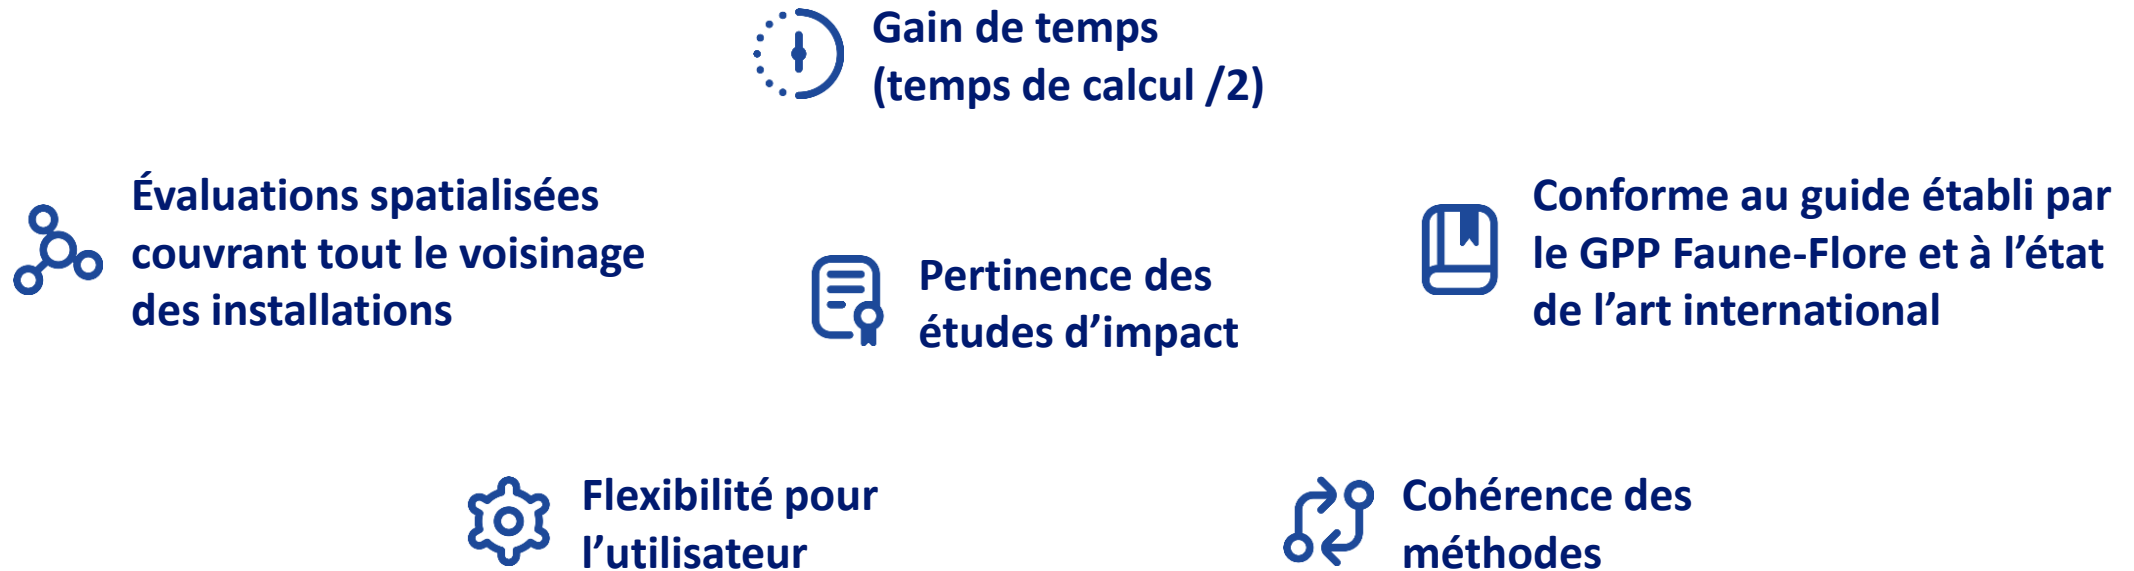 Gain de temps
(temps de calcul /2)
Évaluations spatialisées
couvrant tout le voisinage
des installations
Pertinence des
études d’impact
Conforme au guide établi par
le GPP Faune-Flore et à l’état
de l’art international
Flexibilité pour
l’utilisateur
Cohérence des
méthodes